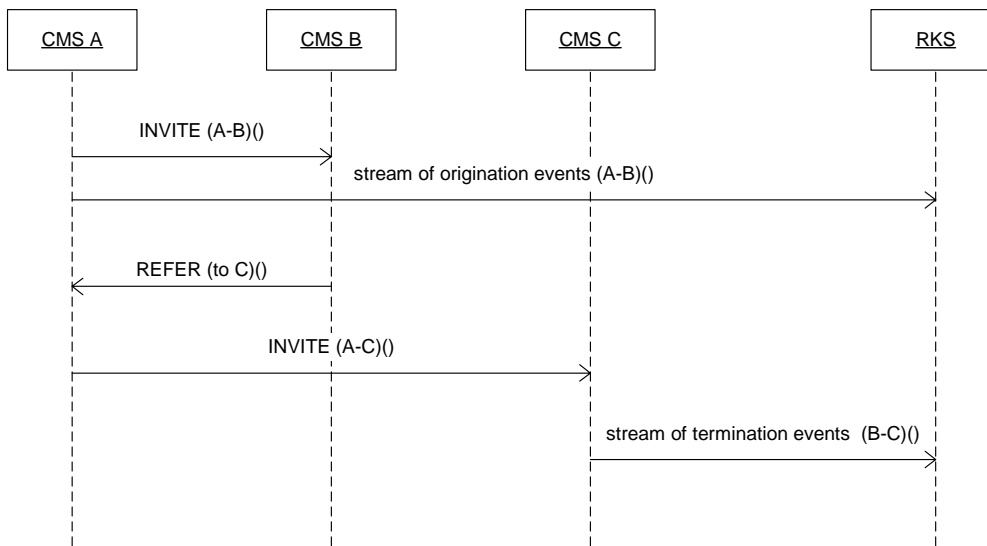 CMS A
CMS B
CMS C
RKS
INVITE (A-B)()
stream of origination events (A-B)()
REFER (to C)()
INVITE (A-C)()
stream of termination events  (B-C)()